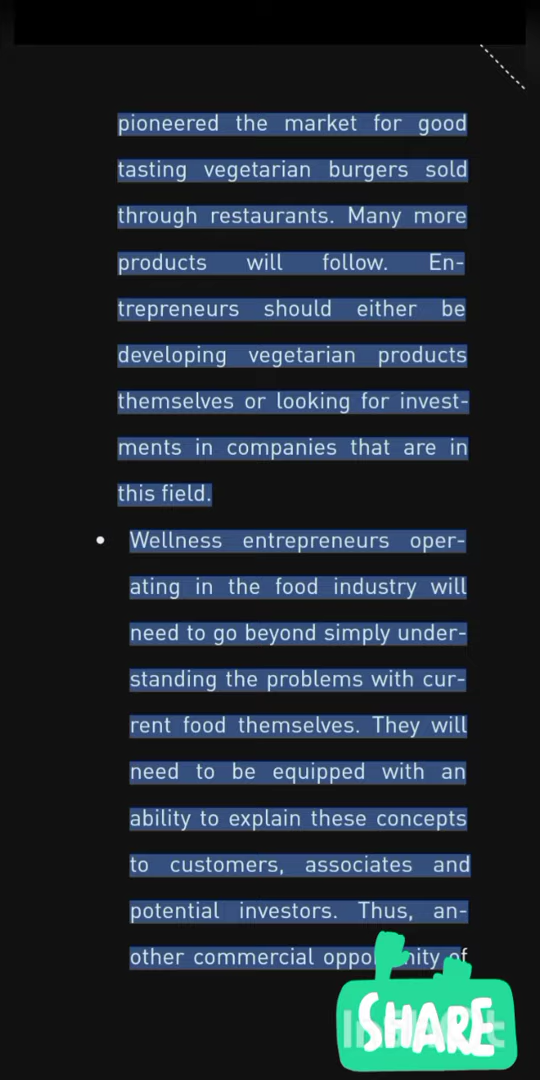 pioneered the market for good
tasting vegetarian burgers sold
through restaurants. Many more
products will follow. En-
trepreneurs should either be
developing vegetarian products
themselves or looking for invest-
ments in companies that are in
this field.
• Wellness entrepreneurs oper-
ating in the food industry will
need to go beyond simply under-
standing the problems with cur-
rent food themselves. They will
need to be equipped with an
ability to explain these concepts
to customers, associates and
potential investors. Thus, an-
other commercial opportunity of
SHARE